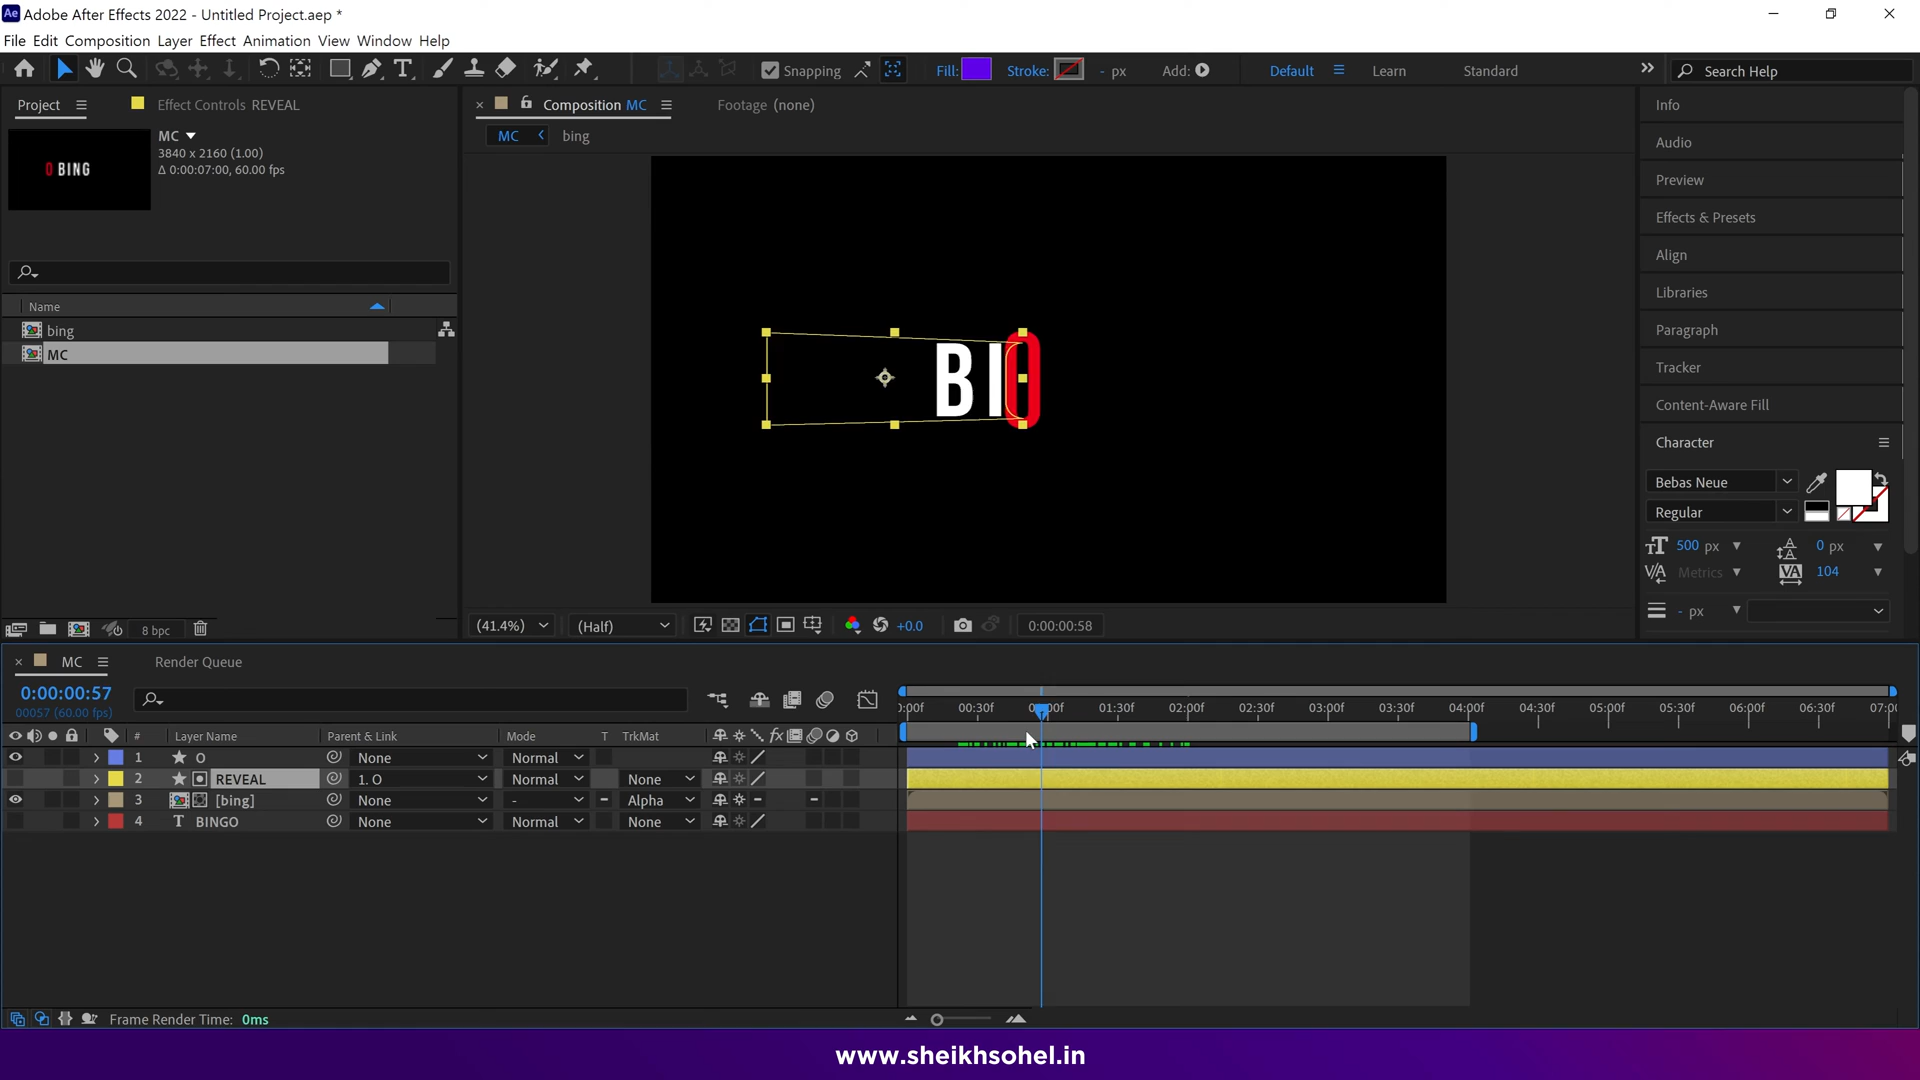 Ae Adobe After Effects 2022 - Untitled Project.aep *
File Edit Composition Layer Effect Animation View Window Help
Snapping Fill: Stroke: - px Add: Default Learn Standard Search Help
Project Effect Controls REVEAL Composition MC Footage (none) Info
MC
3840 x 2160 (1.00)
Δ 0:00:07:00, 60.00 fps
0 BING
MC bing
Audio
Preview
Effects & Presets
Align
Libraries
Paragraph
Tracker
Content-Aware Fill
Character
Name
bing
MC
BIO
Bebas Neue
Regular
500 px 0 px
Metrics 104
- px
8 bpc (41.4%) (Half) +0.0 0:00:00:58
MC Render Queue
0:00:00:57
00057 (60.00 fps)
:00f 00:30f 0:00f 01:30f 02:00f 02:30f 03:00f 03:30f 04:00f 04:30f 05:00f 05:30f 06:00f 06:30f 07:00
# Layer Name Parent & Link Mode T TrkMat fx
1 O None Normal
2 REVEAL 1. O Normal None
3 [bing] None - Alpha
4 T BINGO None Normal None
Frame Render Time: 0ms
www.sheikhsohel.in